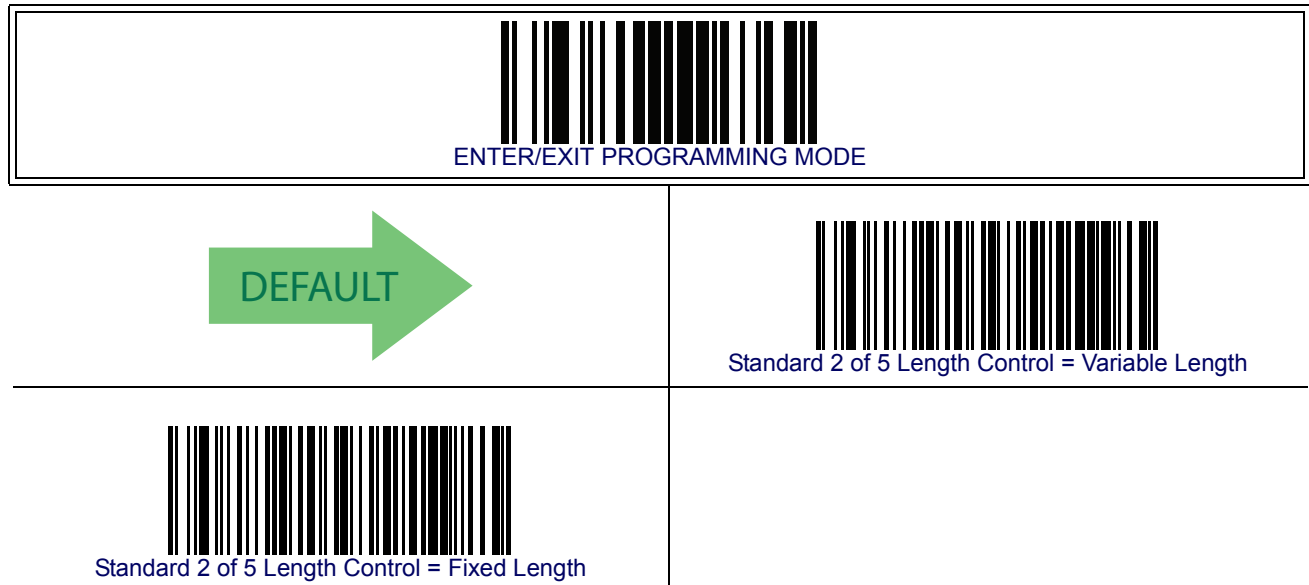 ENTER/EXIT PROGRAMMING MODE
DEFAULT
Standard 2 of 5 Length Control = Variable Length
Standard 2 of 5 Length Control = Fixed Length